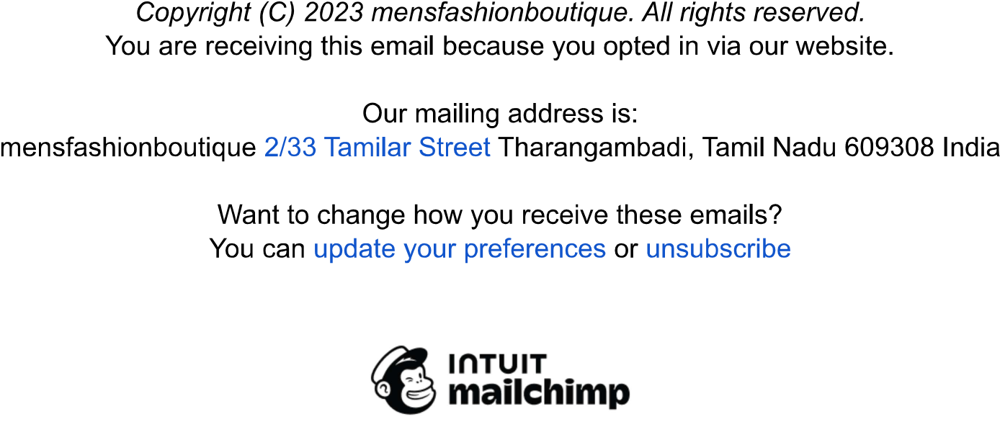 Copyright (C) 2023 mensfashionboutique. All rights reserved.
You are receiving this email because you opted in via our website.
Our mailing address is:
mensfashionboutique 2/33 Tamilar Street Tharangambadi, Tamil Nadu 609308 India
Want to change how you receive these emails?
You can update your preferences or unsubscribe
INTUIT
mailchimp